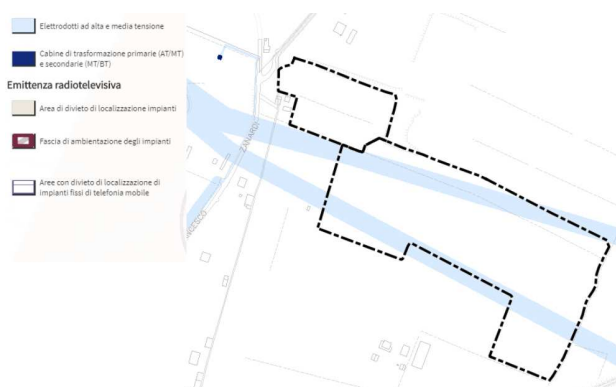 Elettrodotti ad alta e media tensione
Cabine di trasformazione primarie (AT/MT)
e secondarie (MT/BT)
Emittenza radiotelevisiva
Area di divieto di localizzazione impianti
Fascia di ambientazione degli impianti
Aree con divieto di localizzazione di
impianti fissi di telefonia mobile
ZANARDI